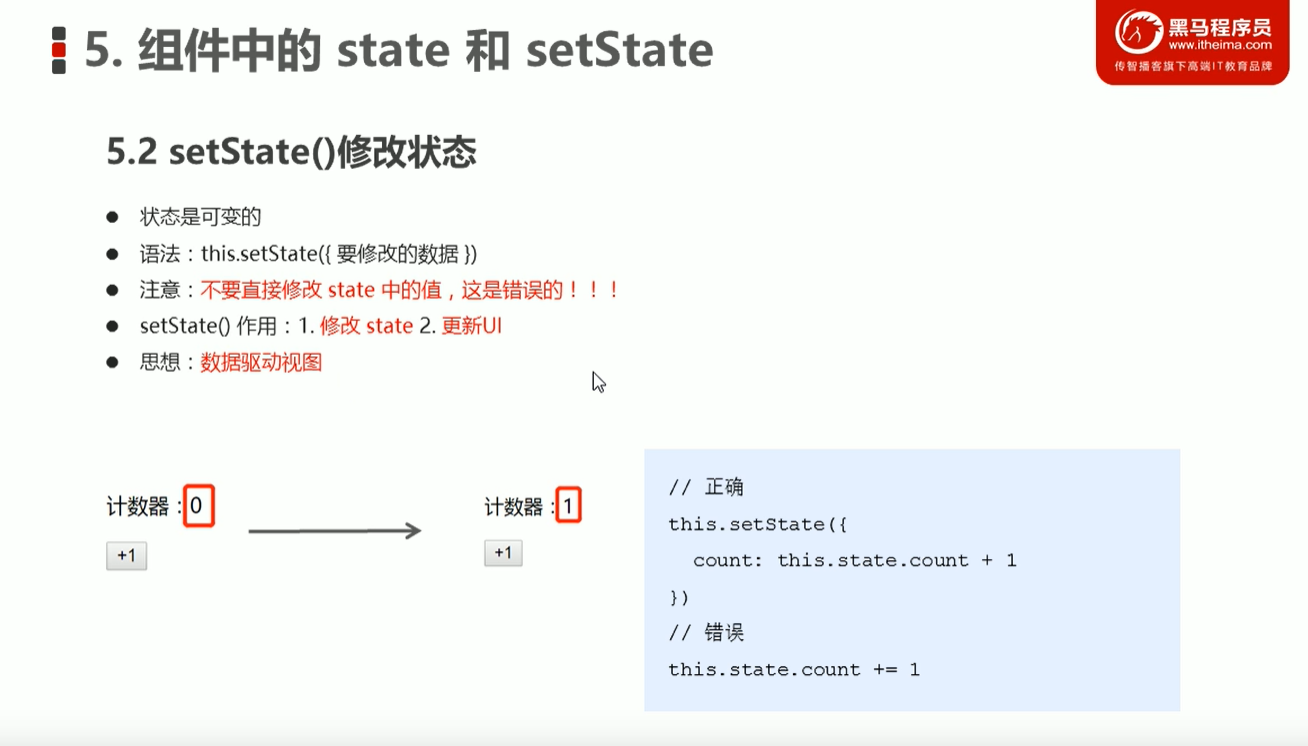 5. 组件中的 state 和 setState
黑马程序员
www.itheima.com
传智播客旗下高端IT教育品牌
5.2 setState()修改状态
● 状态是可变的
● 语法：this.setState({ 要修改的数据 })
● 注意：不要直接修改 state 中的值，这是错误的！！！
● setState() 作用：1. 修改 state 2. 更新UI
● 思想：数据驱动视图
计数器：0
+1
计数器：1
+1
// 正确
this.setState({
count: this.state.count + 1
})
// 错误
this.state.count += 1